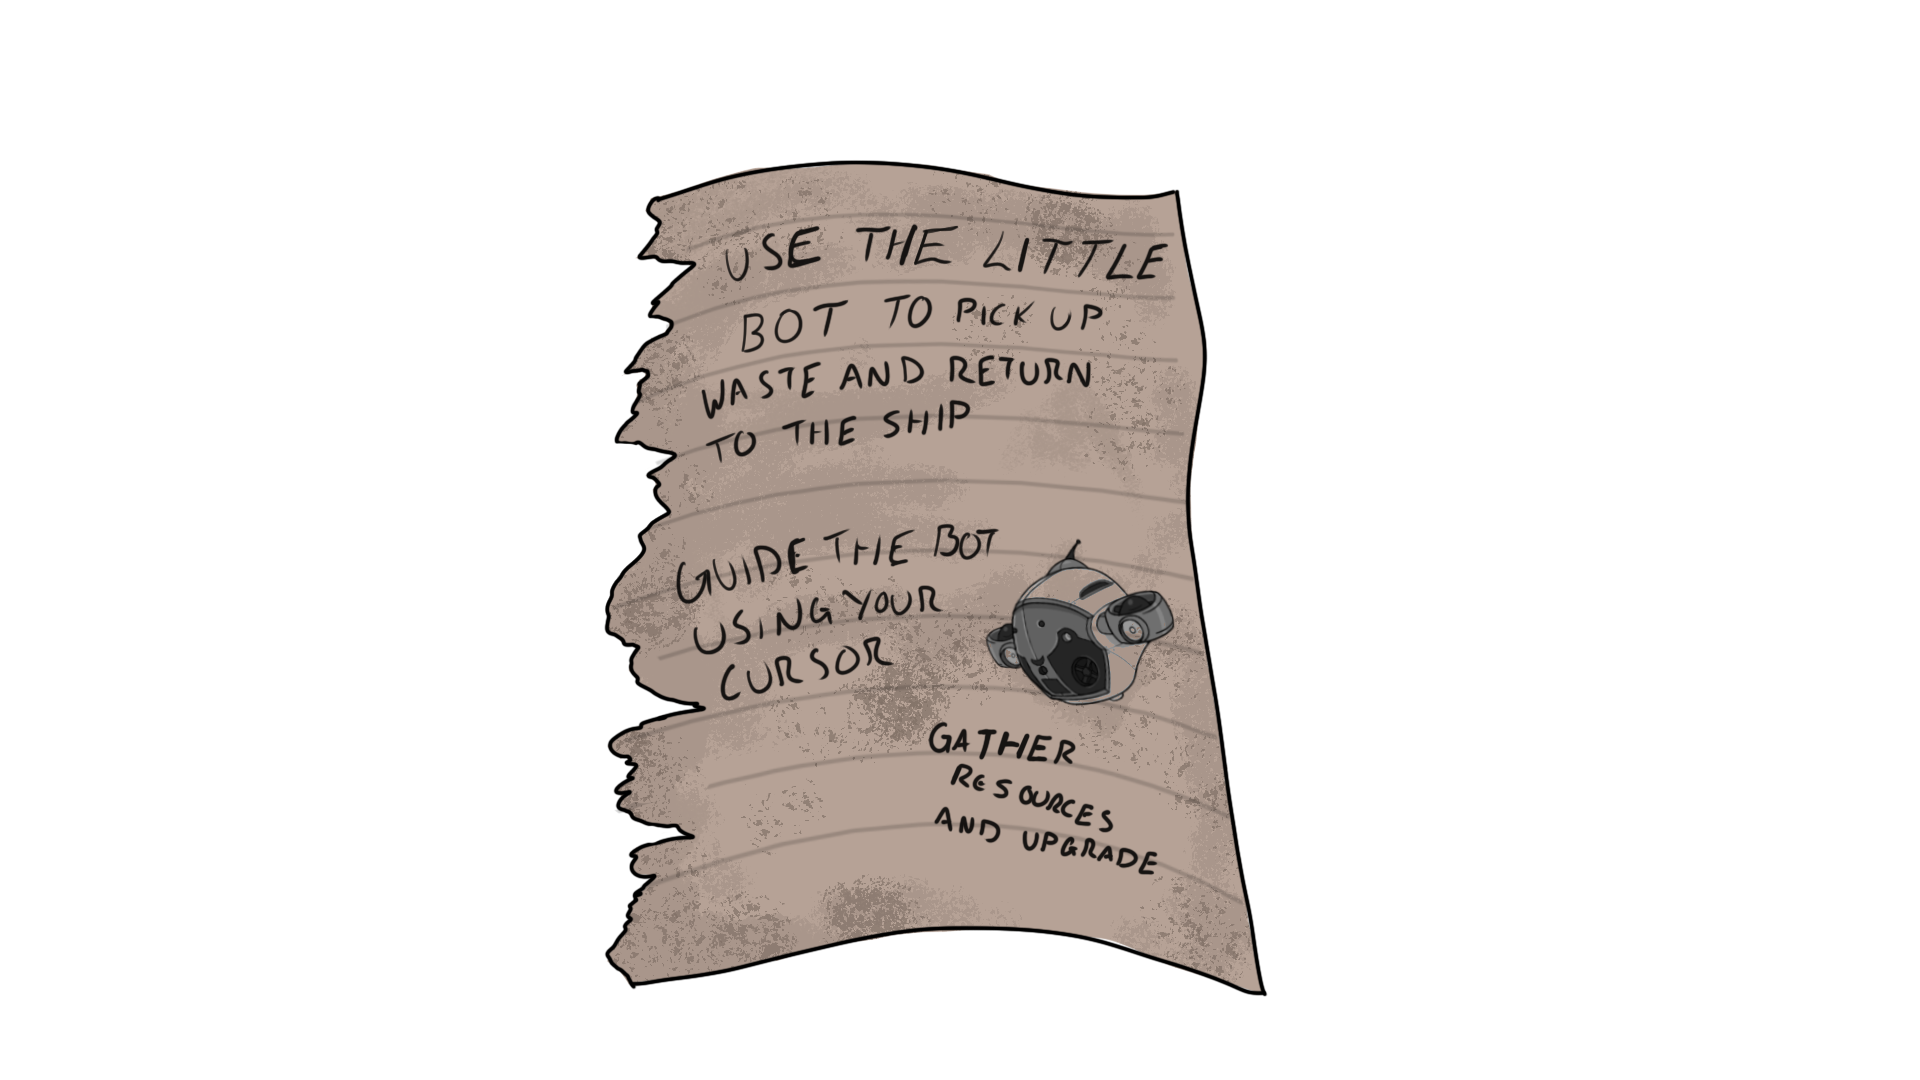 USE THE LITTLE
BOT TO PICK UP
WASTE AND RETURN
TO THE SHIP
GUIDE THE BOT
USING YOUR
CURSOR
GATHER
RESOURCES
AND UPGRADE